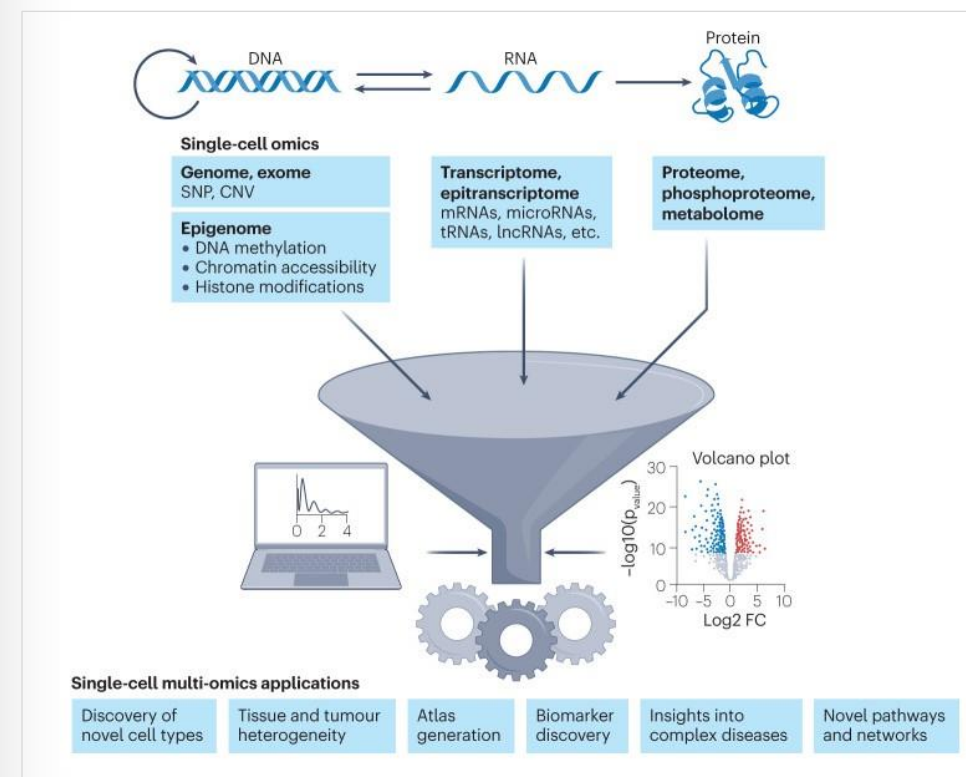 DNA
RNA
Protein
Single-cell omics
Genome, exome
SNP, CNV
Epigenome
• DNA methylation
• Chromatin accessibility
• Histone modifications
Transcriptome,
epitranscriptome
mRNAs, microRNAs,
tRNAs, lncRNAs, etc.
Proteome,
phosphoproteome,
metabolome
0 2 4
Volcano plot
30
20
10
0
-log10(p value)
-10 -5 0 5 10
Log2 FC
Single-cell multi-omics applications
Discovery of
novel cell types
Tissue and tumour
heterogeneity
Atlas
generation
Biomarker
discovery
Insights into
complex diseases
Novel pathways
and networks